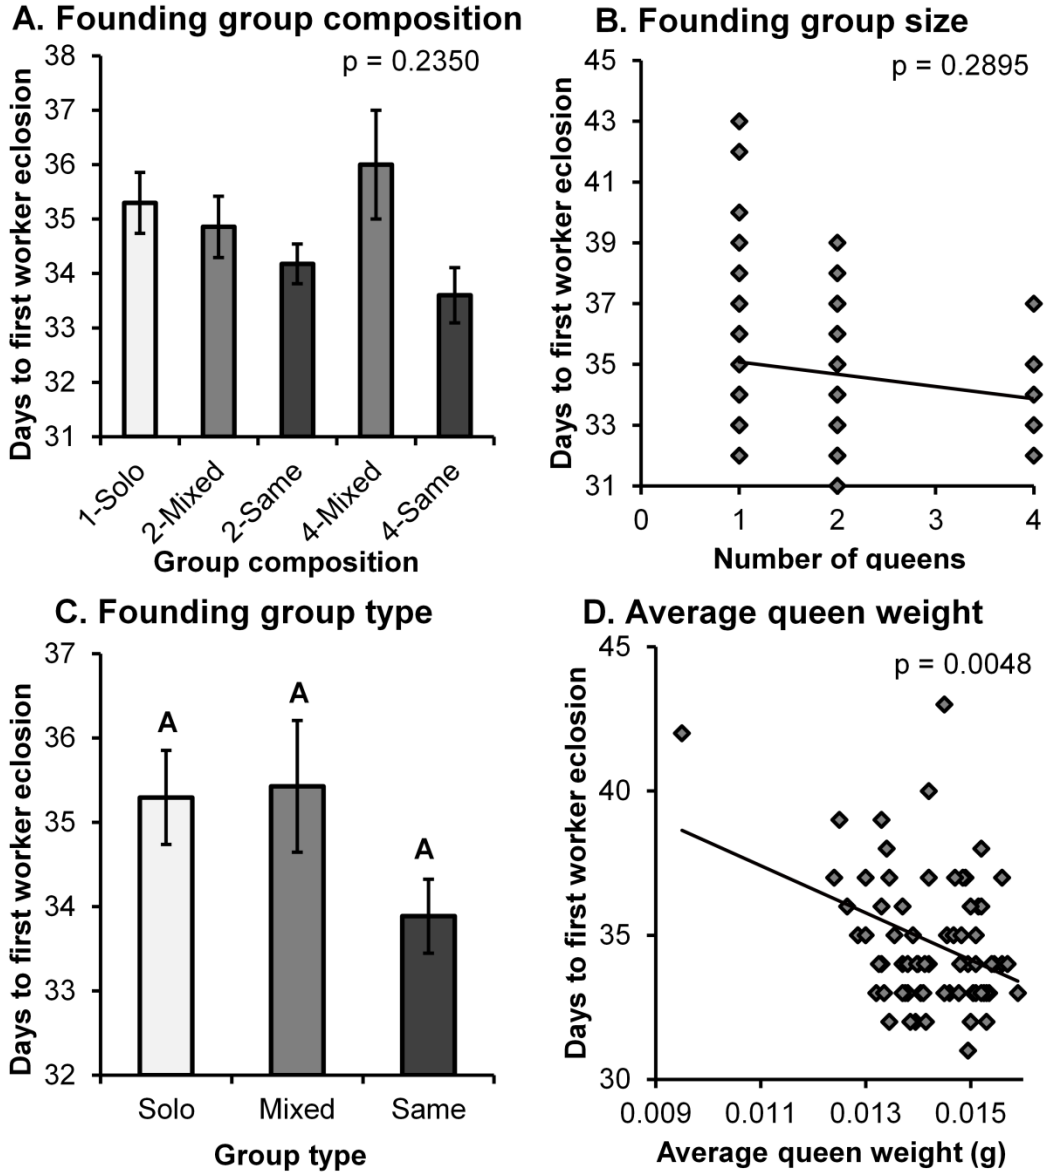 A. Founding group composition
p = 0.2350
Days to first worker eclosion
38
37
36
35
34
33
32
31
1-Solo
2-Mixed
2-Same
4-Mixed
4-Same
Group composition
B. Founding group size
p = 0.2895
Days to first worker eclosion
45
43
41
39
37
35
33
31
0
1
2
3
4
Number of queens
C. Founding group type
Days to first worker eclosion
37
36
35
34
33
32
A
A
A
Solo
Mixed
Same
Group type
D. Average queen weight
p = 0.0048
Days to first worker eclosion
45
40
35
30
0.009
0.011
0.013
0.015
Average queen weight (g)